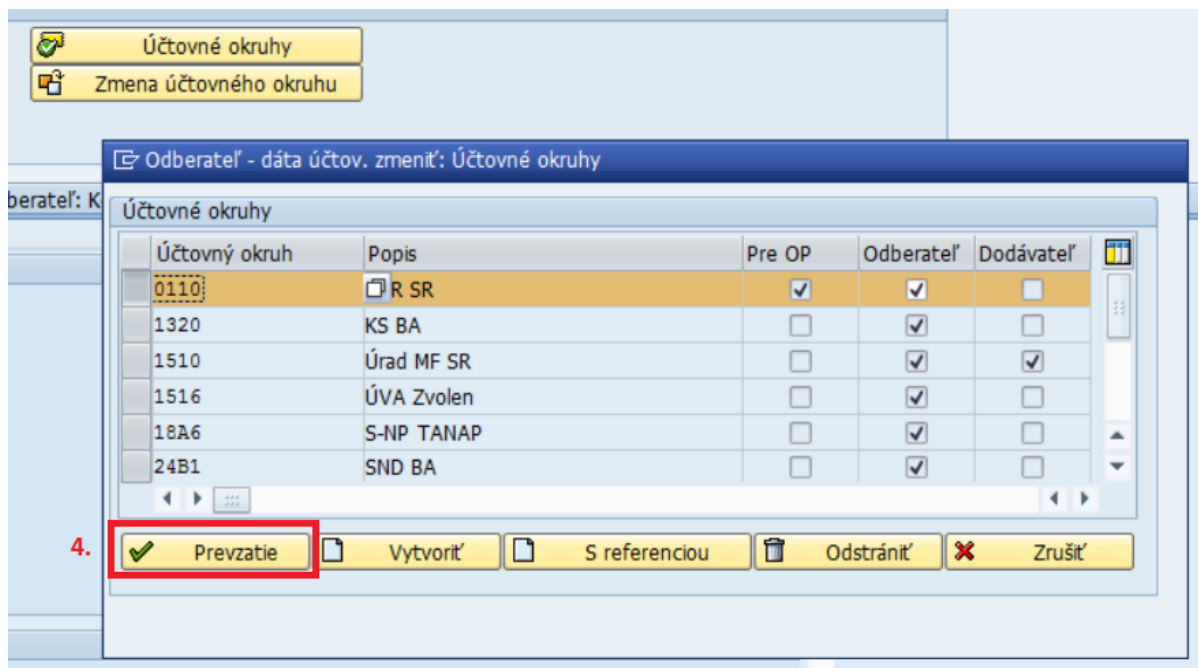 Účtovné okruhy
Zmena účtovného okruhu
Odberateľ - dáta účtov. zmeniť: Účtovné okruhy
berateľ: K
Účtovné okruhy
Účtovný okruh Popis Pre OP Odberateľ Dodávateľ
0110 R SR
1320 KS BA
1510 Úrad MF SR
1516 ÚVA Zvolen
18A6 S-NP TANAP
24B1 SND BA
4. Prevzatie Vytvoriť S referenciou Odstrániť Zrušiť